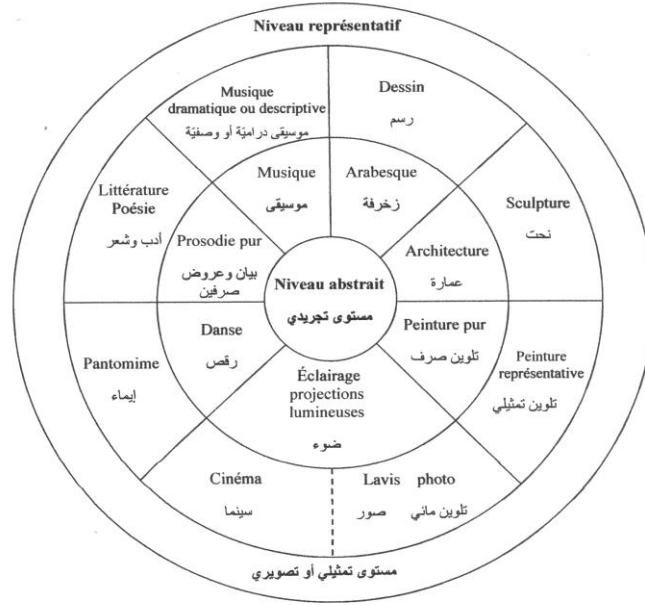 Niveau représentatif
Musique
dramatique ou descriptive
موسيقى دراميّة أو وصفيّة
Dessin
رسم
Littérature
Poésie
أدب وشعر
Musique
موسيقى
Arabesque
زخرفة
Sculpture
نحت
Prosodie pur
بيان وعروض
صرفين
Architecture
عمارة
Niveau abstrait
مستوى تجريدي
Pantomime
إيماء
Danse
رقص
Peinture pur
تلوين صرف
Peinture
représentative
تلوين تمثيلي
Éclairage
projections
lumineuses
ضوء
Cinéma
سينما
Lavis photo
تلوين مائي صور
مستوى تمثيلي أو تصويري